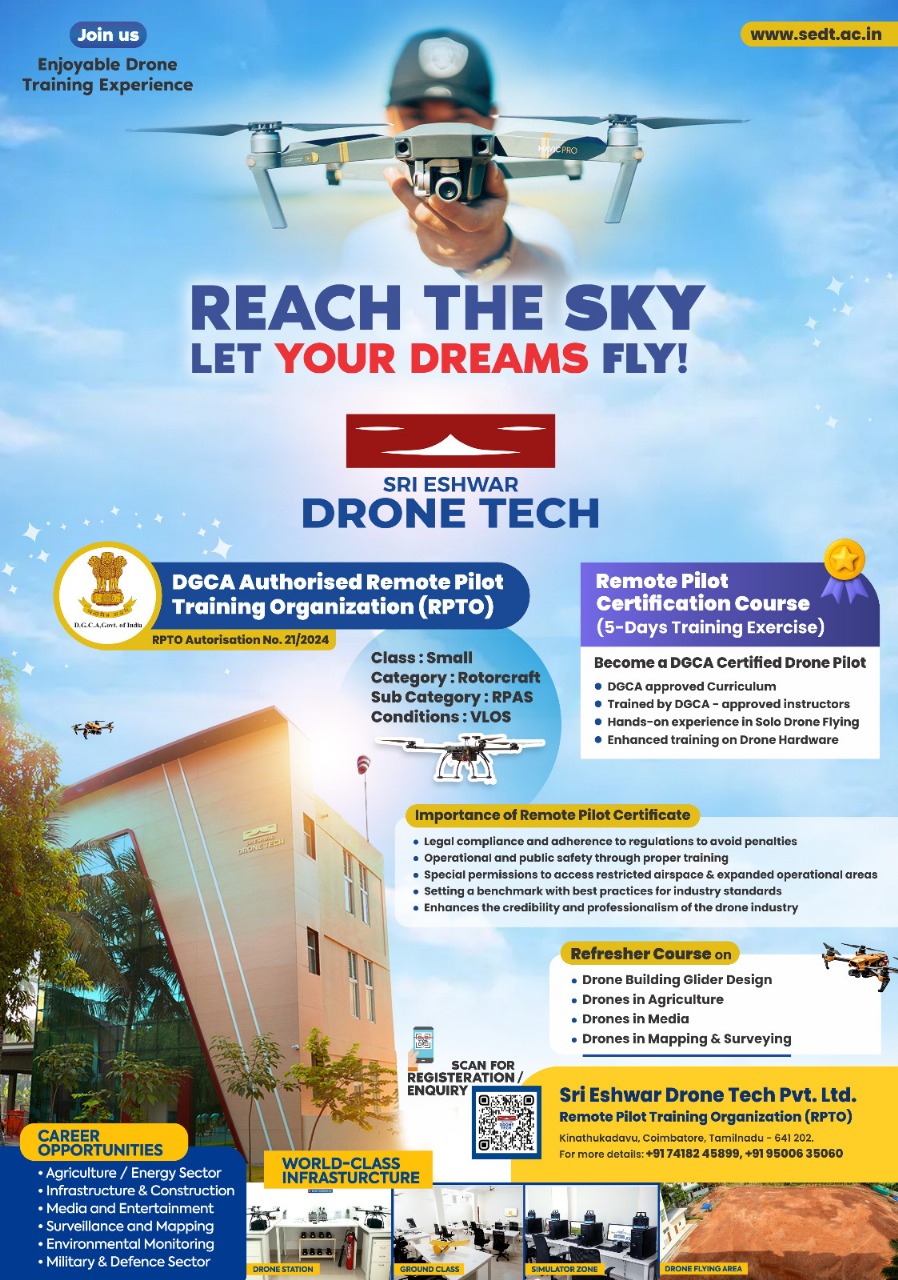 Join us
Enjoyable Drone
Training Experience
www.sedt.ac.in
MAVIC PRO
REACH THE SKY
LET YOUR DREAMS FLY!
SRI ESHWAR
DRONE TECH
D.G.C.A,Govt. of India
DGCA Authorised Remote Pilot
Training Organization (RPTO)
RPTO Autorisation No. 21/2024
Class : Small
Category : Rotorcraft
Sub Category : RPAS
Conditions : VLOS
Remote Pilot
Certification Course
(5-Days Training Exercise)
Become a DGCA Certified Drone Pilot
• DGCA approved Curriculum
• Trained by DGCA - approved instructors
• Hands-on experience in Solo Drone Flying
• Enhanced training on Drone Hardware
DRONE TECH
Importance of Remote Pilot Certificate
• Legal compliance and adherence to regulations to avoid penalties
• Operational and public safety through proper training
• Special permissions to access restricted airspace & expanded operational areas
• Setting a benchmark with best practices for industry standards
• Enhances the credibility and professionalism of the drone industry
Refresher Course on
• Drone Building Glider Design
• Drones in Agriculture
• Drones in Media
• Drones in Mapping & Surveying
SCAN FOR
REGISTERATION /
ENQUIRY
Sri Eshwar Drone Tech Pvt. Ltd.
Remote Pilot Training Organization (RPTO)
Kinathukadavu, Coimbatore, Tamilnadu - 641 202.
For more details: +91 74182 45899, +91 95006 35060
CAREER
OPPORTUNITIES
• Agriculture / Energy Sector
• Infrastructure & Construction
• Media and Entertainment
• Surveillance and Mapping
• Environmental Monitoring
• Military & Defence Sector
WORLD-CLASS
INFRASTURCTURE
DRONE STATION
GROUND CLASS
SIMULATOR ZONE
DRONE FLYING AREA